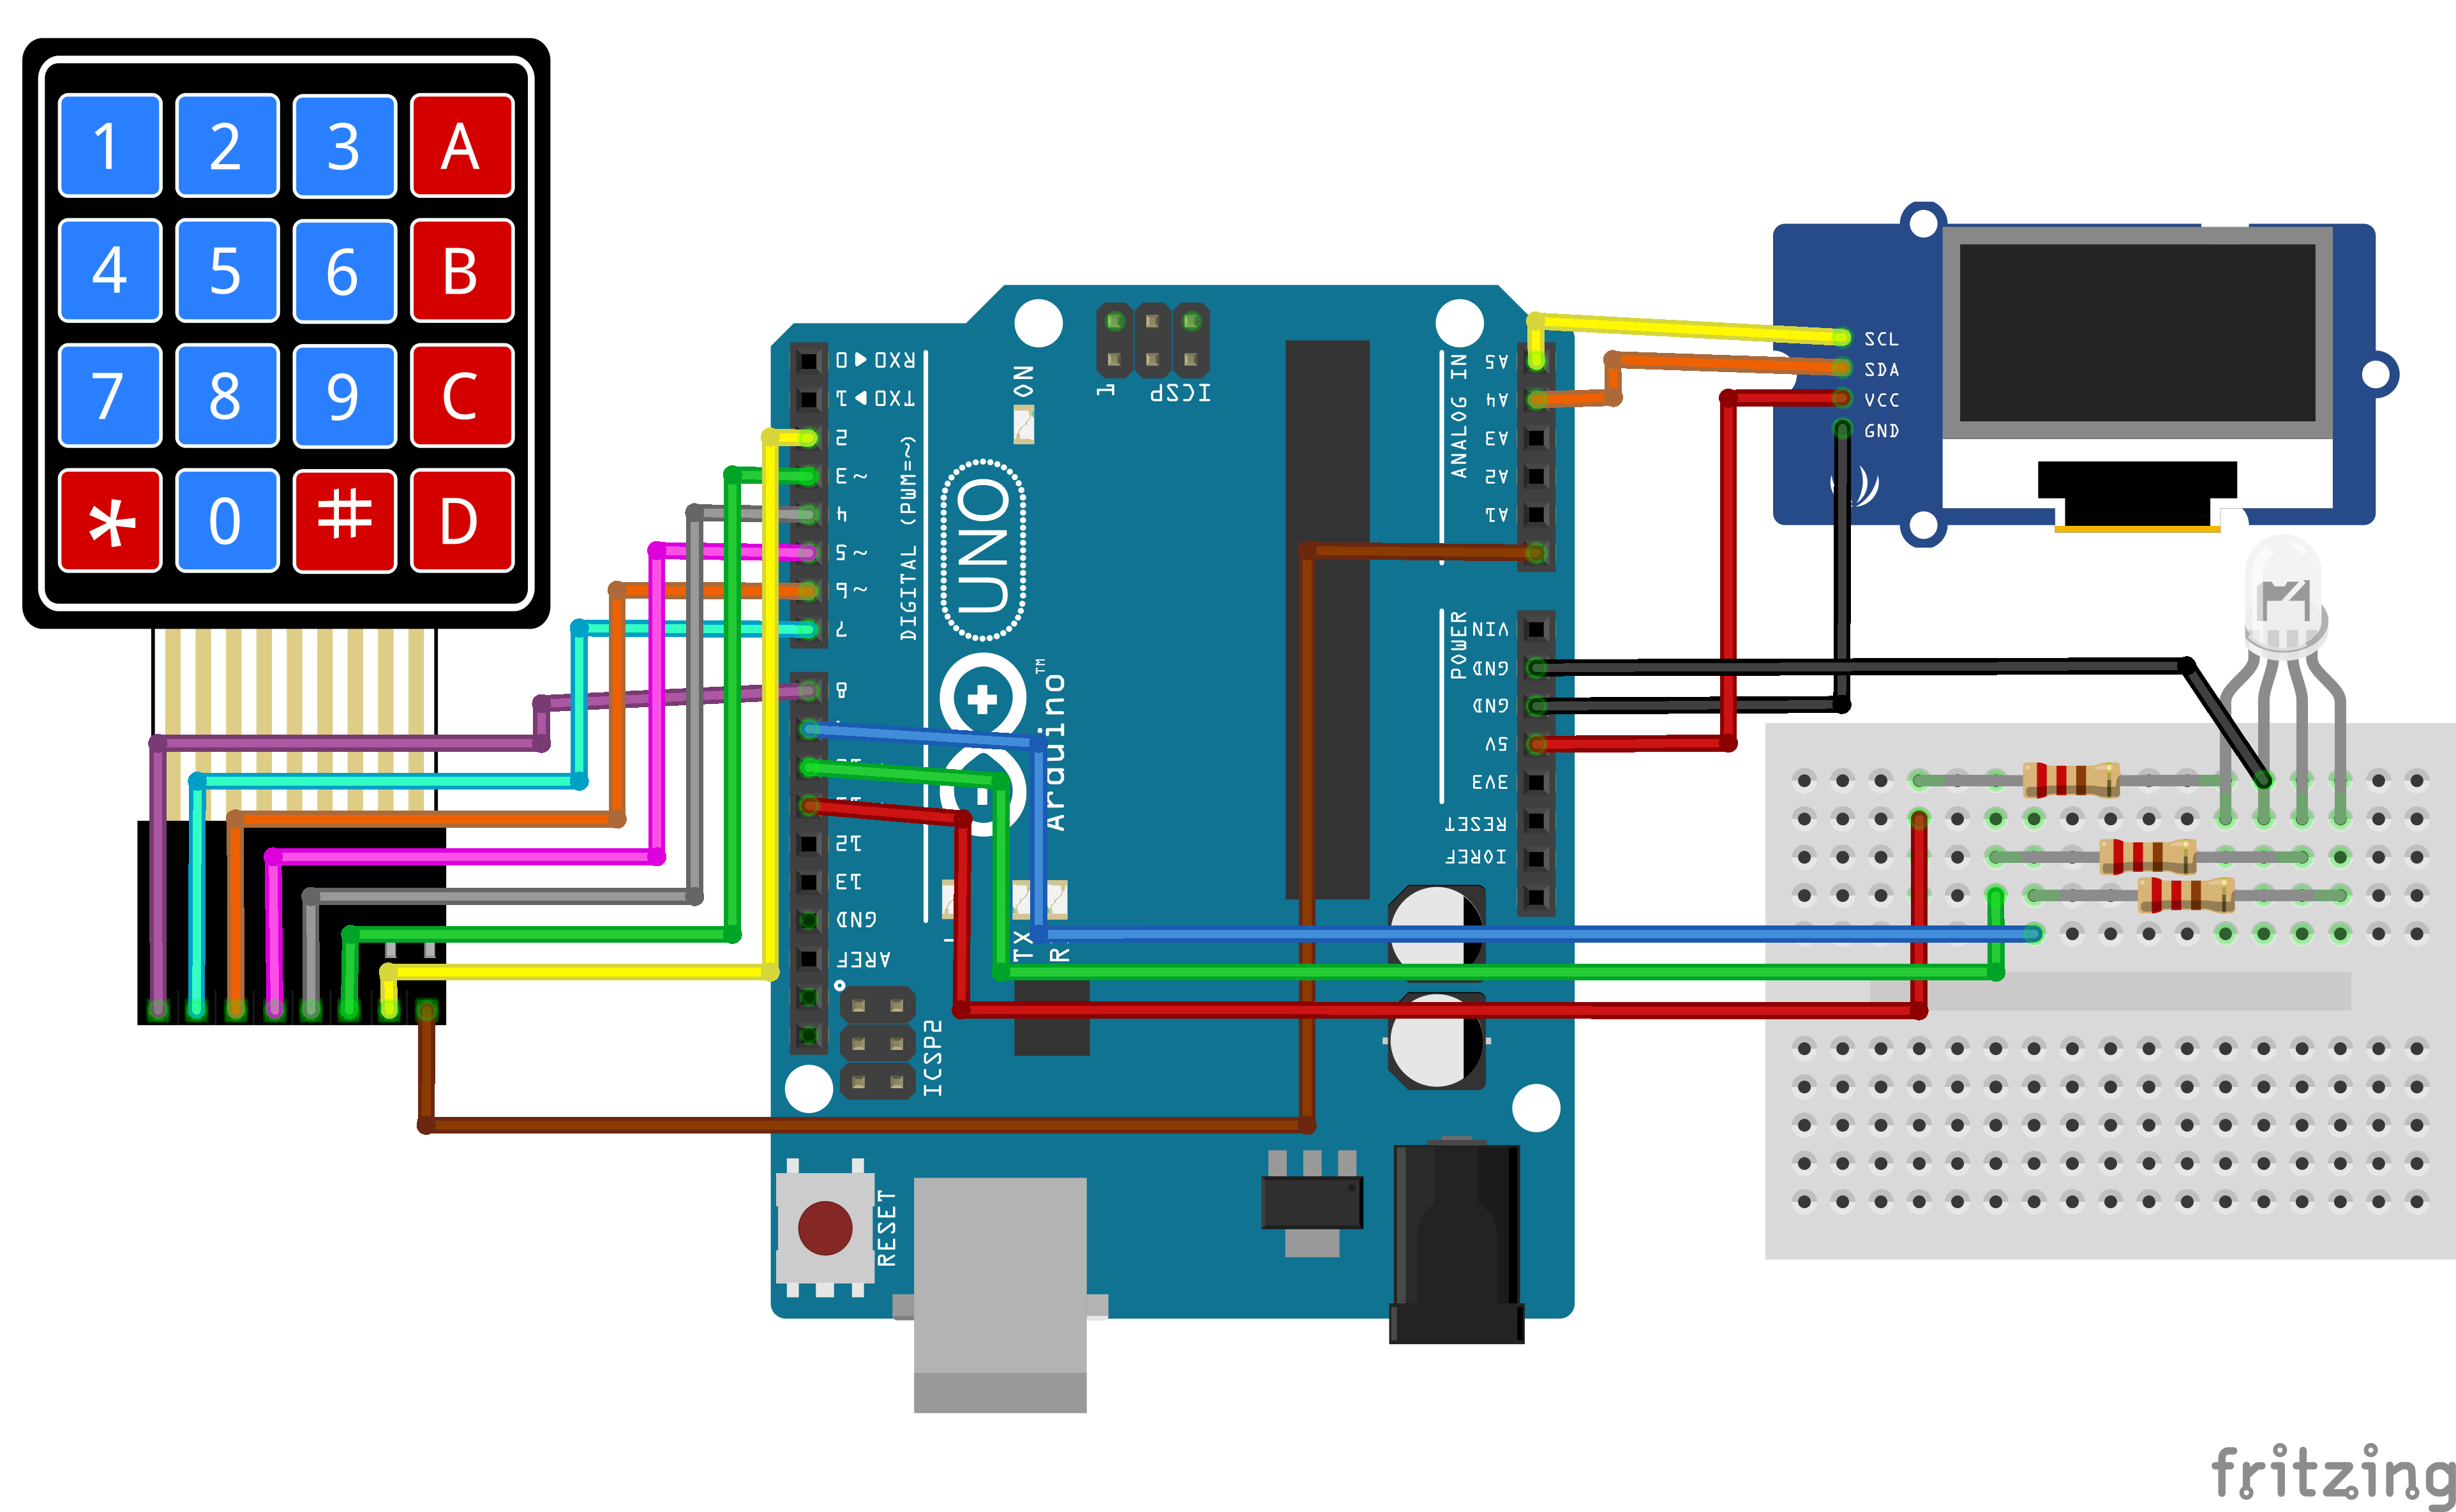 1 2 3 A
4 5 6 B
7 8 9 C
* 0 # D
RX0 ◀ 0
TX0 ▶ 1
2
~ 3
4
~ 5
~ 6
7
8
12
13
GND
AREF
DIGITAL (PWM=~)
ON
1 ICSP
UNO
Arduino™
TX
ICSP2
RESET
ANALOG IN
A5
A4
A3
A2
A1
POWER
VIN
GND
GND
5V
3V3
RESET
IOREF
SCL
SDA
VCC
GND
fritzing